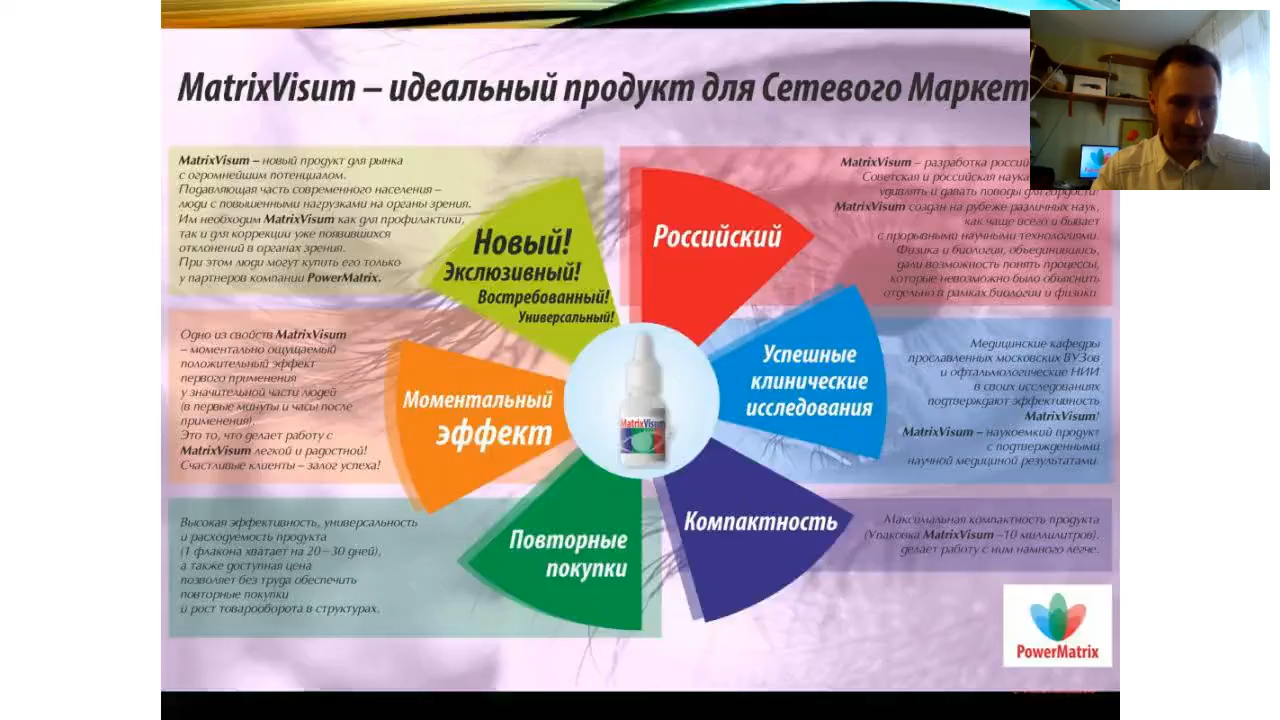 MatrixVisum – идеальный продукт для Сетевого Маркет
MatrixVisum – новый продукт для рынка
с огромнейшим потенциалом.
Подавляющая часть современного населения –
люди с повышенными нагрузками на органы зрения.
Им необходим MatrixVisum как для профилактики,
так и для коррекции уже появившихся
отклонений в органах зрения.
При этом люди могут купить его только
у партнеров компании PowerMatrix.
Новый!
Экслюзивный!
Востребованный!
Универсальный!
Российский
MatrixVisum – разработка россий
Советская и российская наука
удивлять и давать поводы для гордости!
MatrixVisum создан на рубеже различных наук,
как чаще всего и бывает
с прорывными научными технологиями.
Физика и биология, объединившись,
дали возможность понять процессы,
которые невозможно было объяснить
отдельно в рамках биологии и физики.
Одно из свойств MatrixVisum
– моментально ощущаемый
положительный эффект
первого применения
у значительной части людей
(в первые минуты и часы после
применения).
Это то, что делает работу с
MatrixVisum легкой и радостной!
Счастливые клиенты – залог успеха!
Моментальный
эффект
Успешные
клинические
исследования
Медицинские кафедры
прославленных московских ВУЗов
и офтальмологические НИИ
в своих исследованиях
подтверждают эффективность
MatrixVisum!
MatrixVisum – наукоемкий продукт
с подтвержденными
научной медициной результатами.
MatrixVisum
Высокая эффективность, универсальность
и расходуемость продукта
(1 флакона хватает на 20–30 дней),
а также доступная цена
позволяет без труда обеспечить
повторные покупки
и рост товарооборота в структурах.
Повторные
покупки
Компактность
Максимальная компактность продукта
(Упаковка MatrixVisum –10 миллилитров).
делает работу с ним намного легче.
PowerMatrix